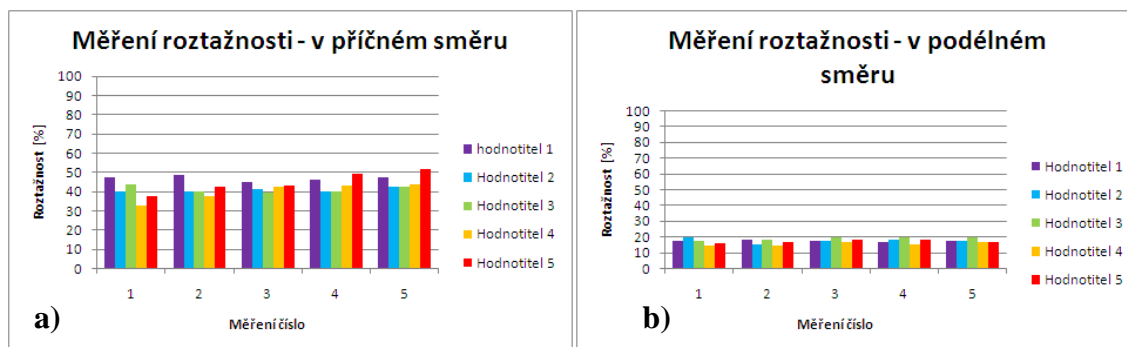 Měření roztažnosti - v příčném směru
100
90
80
70
60
50
40
30
20
10
0
Roztažnost [%]
1 2 3 4 5
Měření číslo
hodnotitel 1
Hodnotitel 2
Hodnotitel 3
Hodnotitel 4
Hodnotitel 5
a)
Měření roztažnosti - v podélném
směru
100
90
80
70
60
50
40
30
20
10
0
Roztažnost [%]
1 2 3 4 5
Měření číslo
Hodnotitel 1
Hodnotitel 2
Hodnotitel 3
Hodnotitel 4
Hodnotitel 5
b)